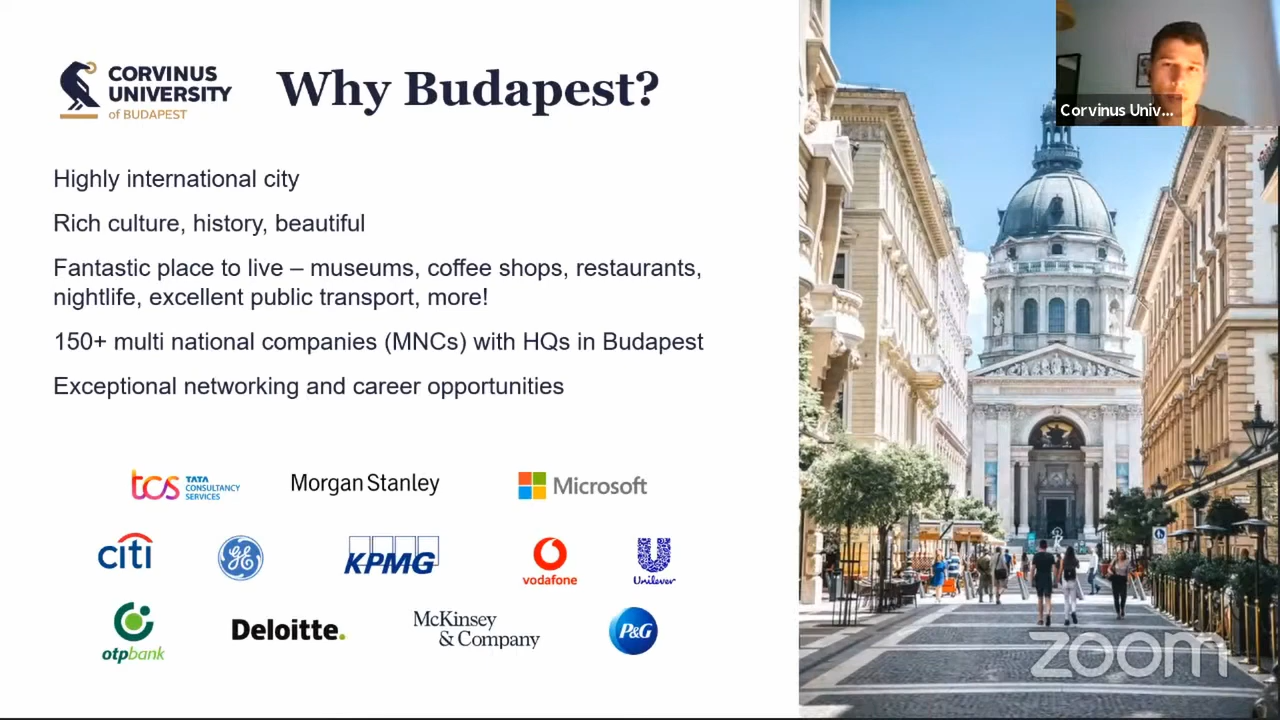 CORVINUS
UNIVERSITY
of BUDAPEST
Why Budapest?
Corvinus Univ...
Highly international city
Rich culture, history, beautiful
Fantastic place to live – museums, coffee shops, restaurants,
nightlife, excellent public transport, more!
150+ multi national companies (MNCs) with HQs in Budapest
Exceptional networking and career opportunities
tcs TATA
CONSULTANCY
SERVICES
Morgan Stanley
Microsoft
citi
GE
KPMG
vodafone
Unilever
otpbank
Deloitte.
McKinsey
& Company
P&G
zoom